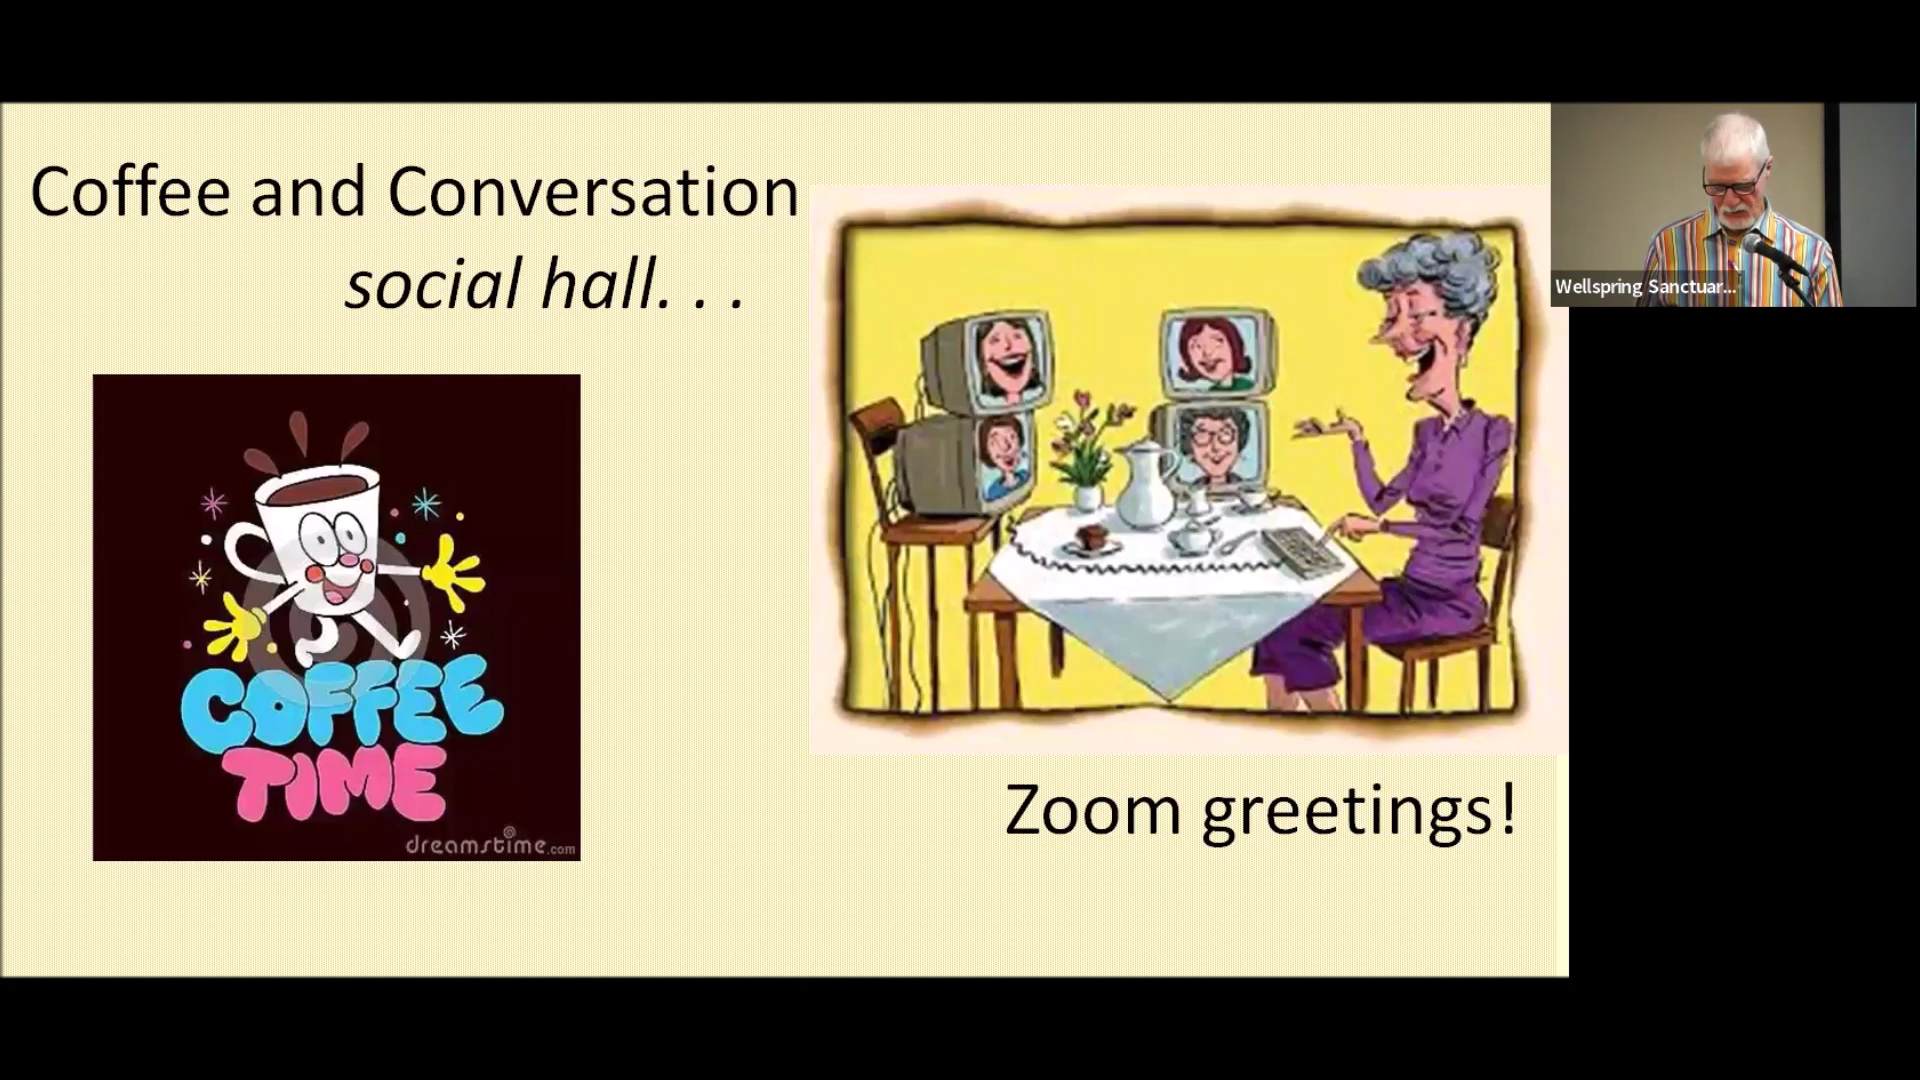 Coffee and Conversation
social hall. . .
Wellspring Sanctuar...
COFFEE
TIME
dreamstime.com
Zoom greetings!